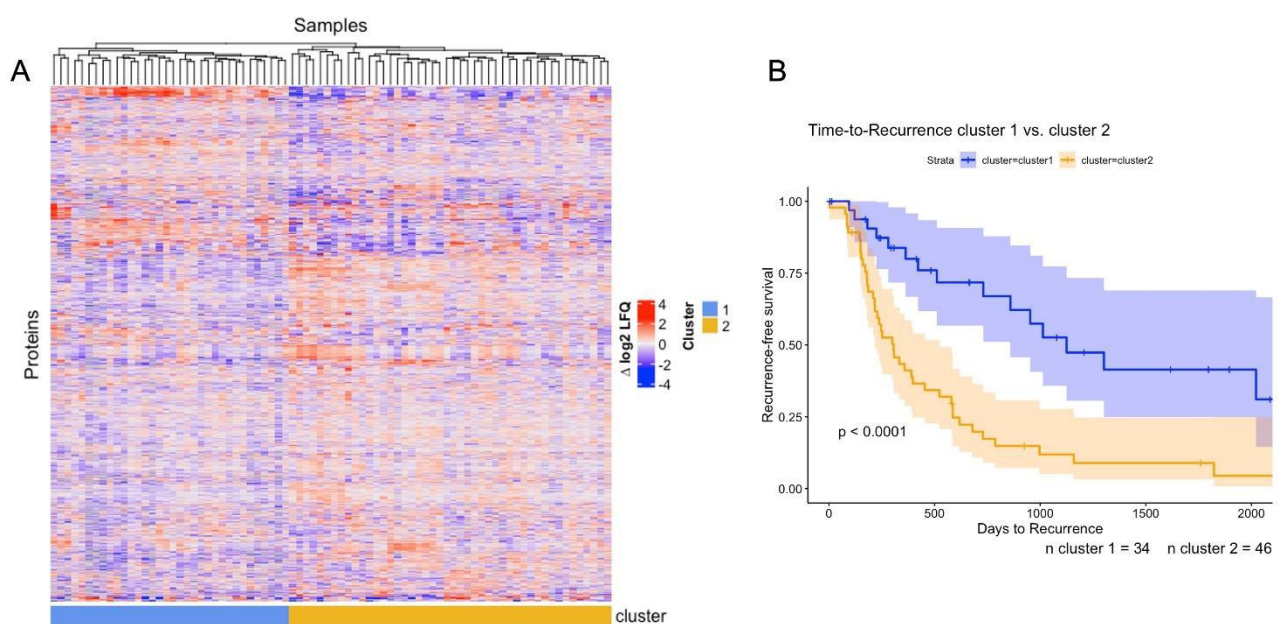 Samples
A
Proteins
Δ log2 LFQ
4
2
0
-2
-4
Cluster
1
2
cluster
B
Time-to-Recurrence cluster 1 vs. cluster 2
Strata cluster=cluster1 cluster=cluster2
Recurrence-free survival
1.00
0.75
0.50
0.25
0.00
p < 0.0001
0 500 1000 1500 2000
Days to Recurrence
n cluster 1 = 34 n cluster 2 = 46